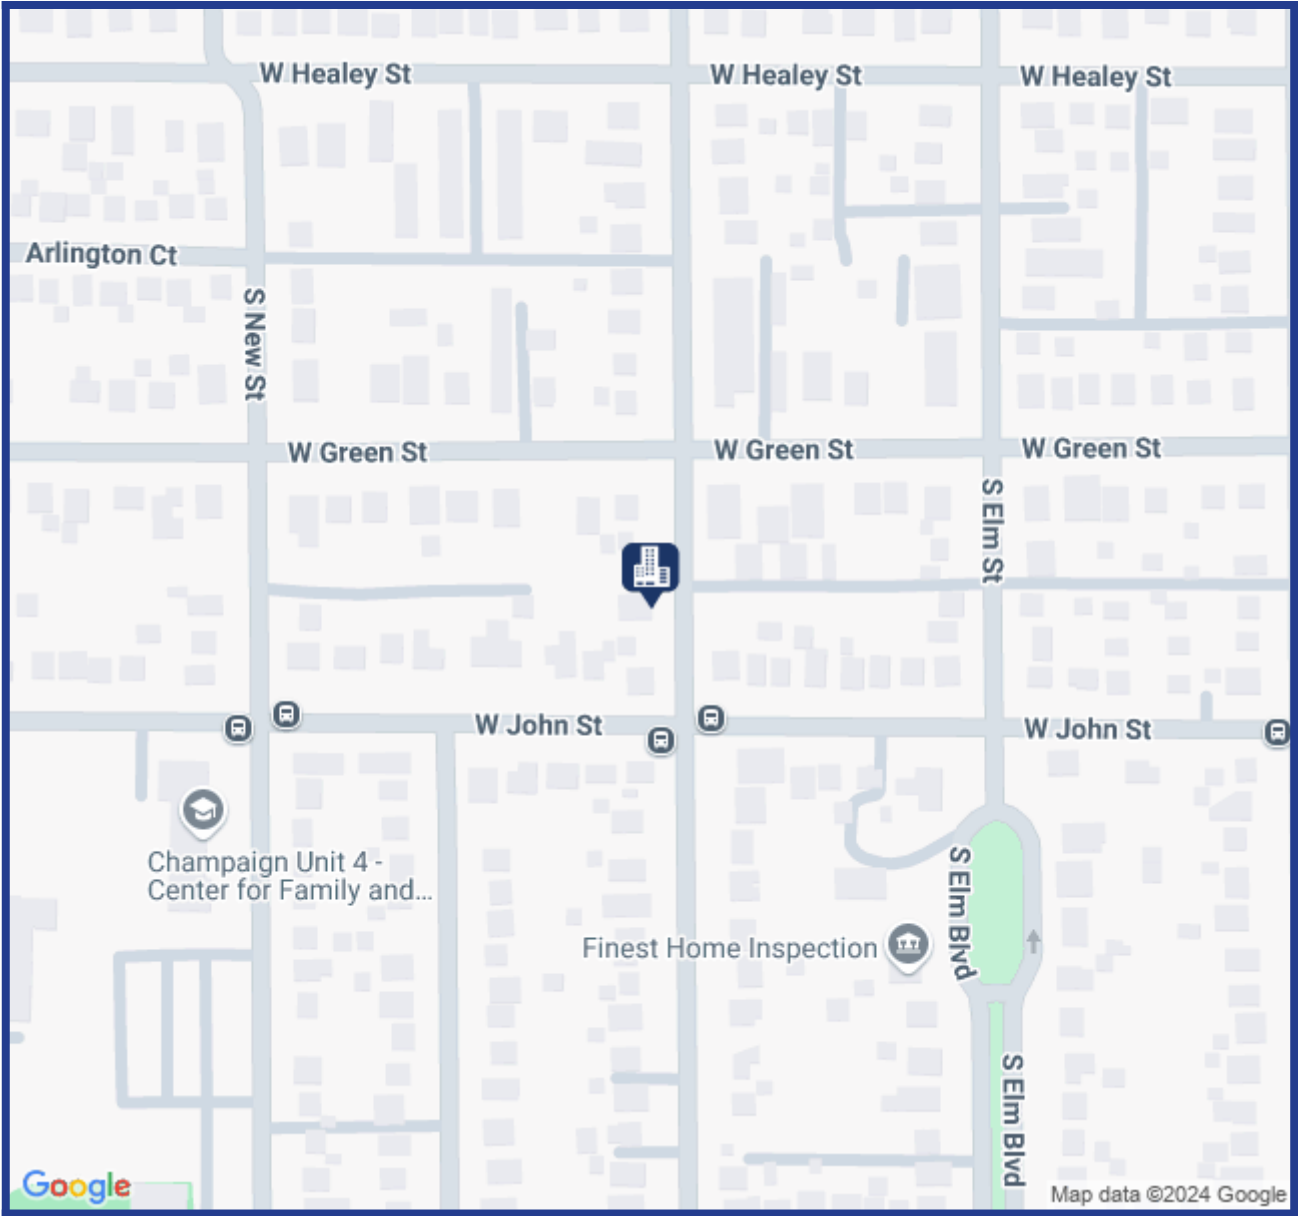 W Healey St
W Healey St
W Healey St
Arlington Ct
S New St
W Green St
W Green St
W Green St
S Elm St
W John St
W John St
Champaign Unit 4 -
Center for Family and...
S Elm Blvd
Finest Home Inspection
S Elm Blvd
Google
Map data ©2024 Google